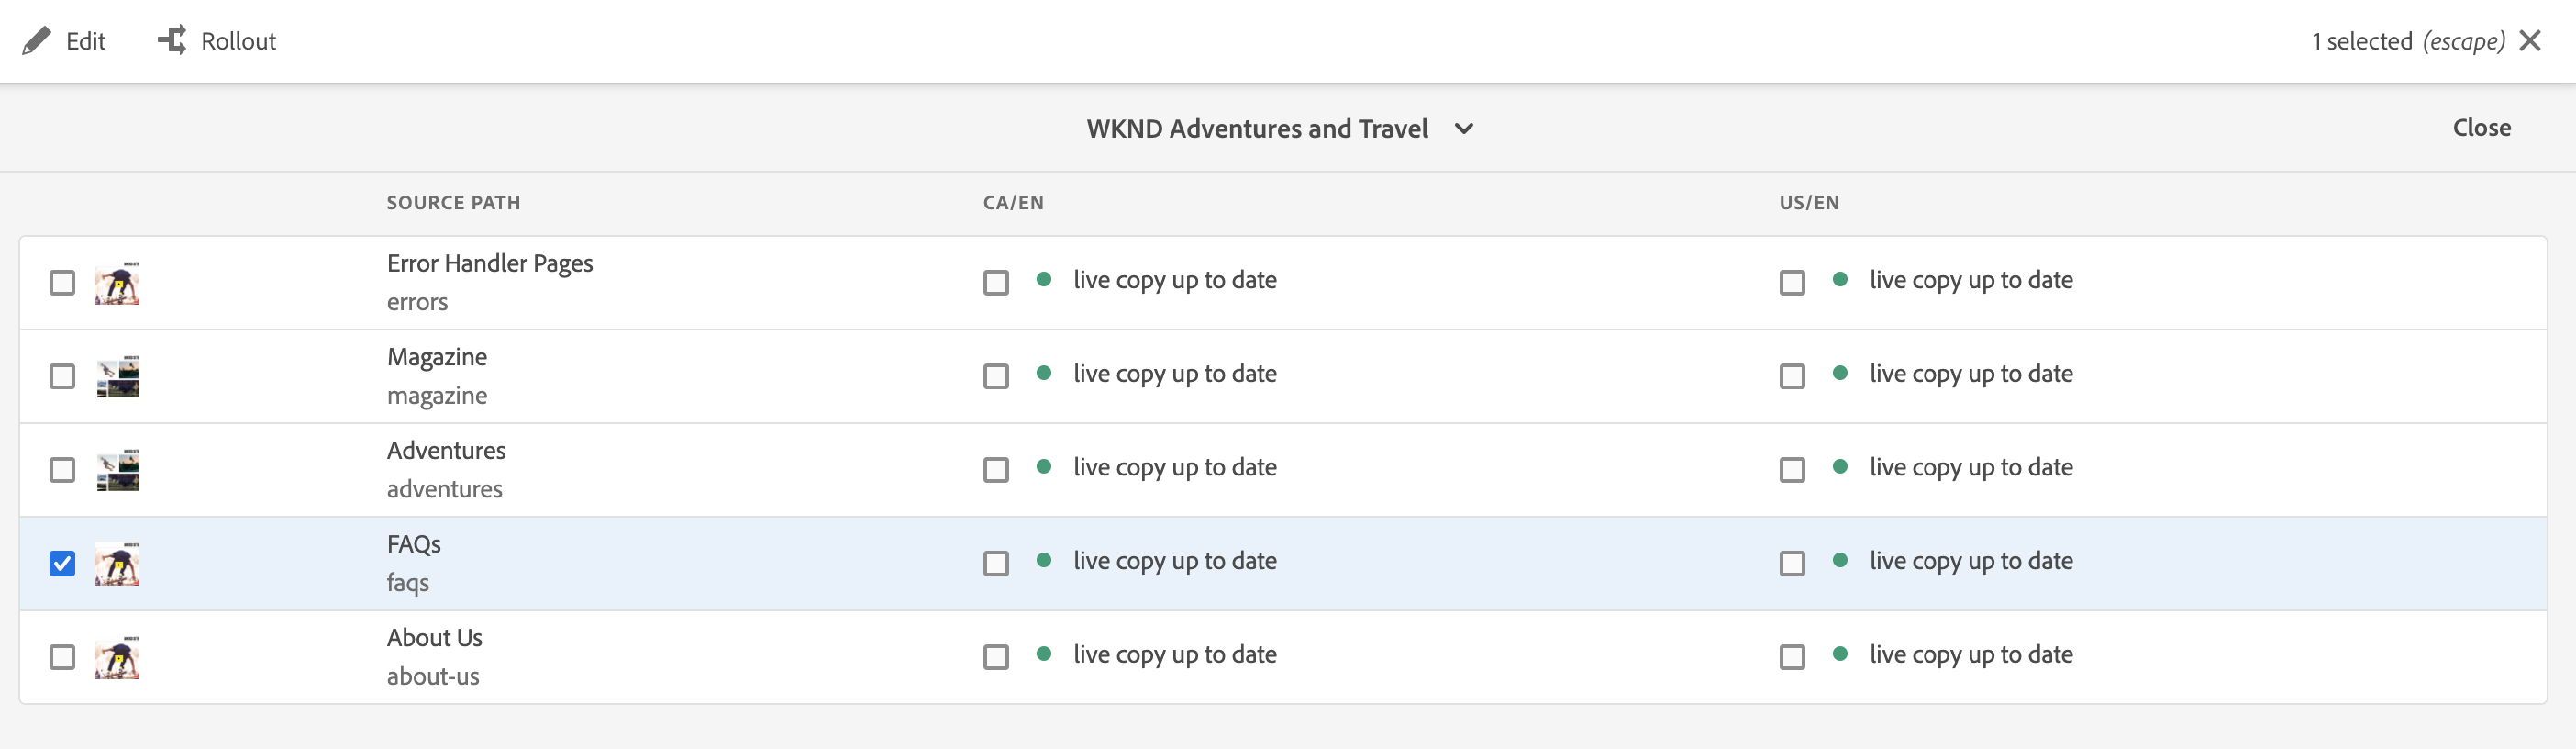 Edit Rollout 1 selected (escape)
WKND Adventures and Travel Close
SOURCE PATH CA/EN US/EN
Error Handler Pages
errors
live copy up to date live copy up to date
Magazine
magazine
live copy up to date live copy up to date
Adventures
adventures
live copy up to date live copy up to date
FAQs
faqs
live copy up to date live copy up to date
About Us
about-us
live copy up to date live copy up to date